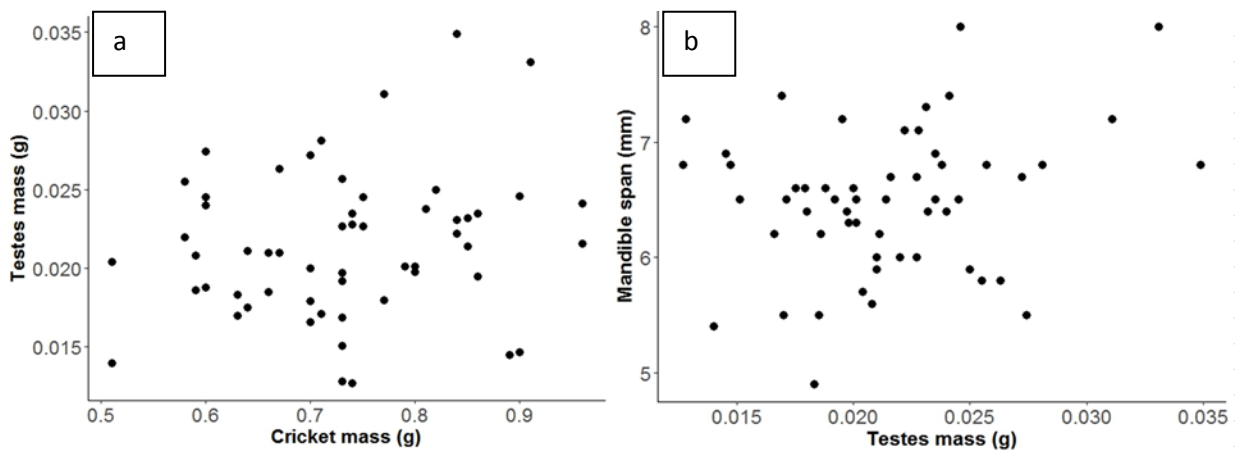 a
0.035
0.030
0.025
0.020
0.015
Testes mass (g)
0.5 0.6 0.7 0.8 0.9
Cricket mass (g)
b
8
7
6
5
Mandible span (mm)
0.015 0.020 0.025 0.030 0.035
Testes mass (g)